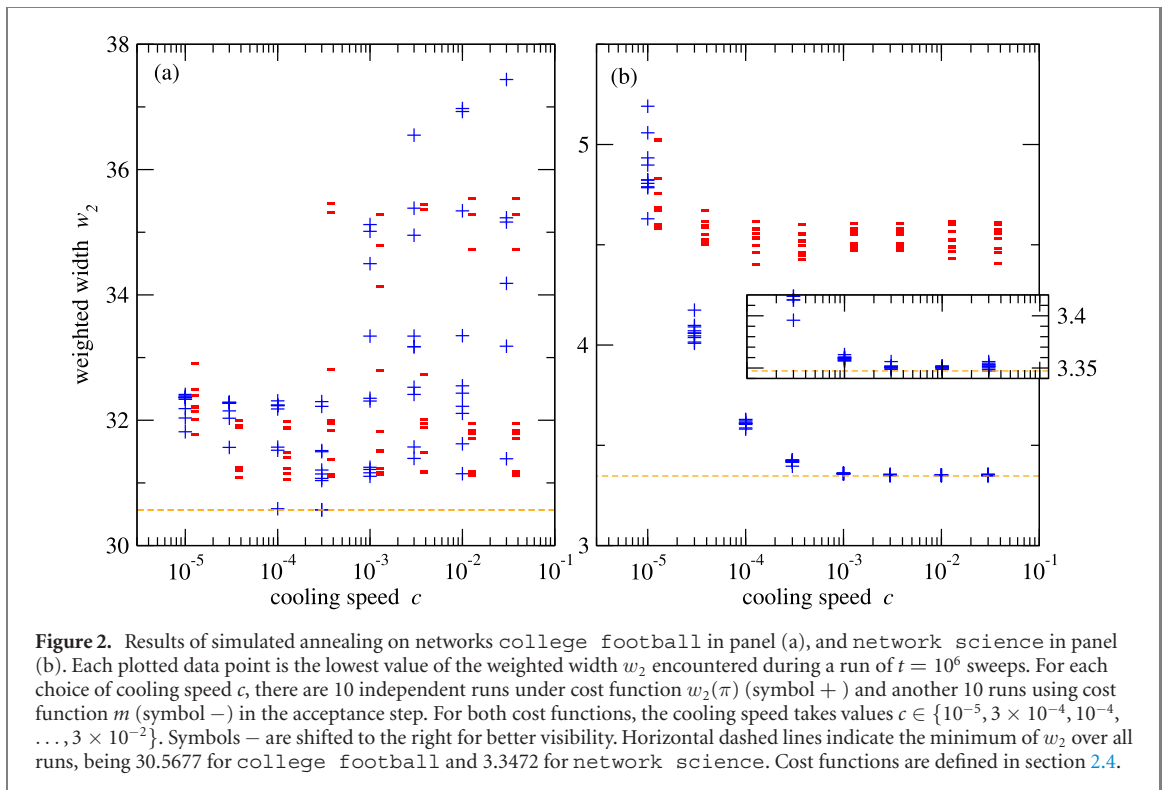 38
36
34
32
30
weighted width w₂
(a)
10⁻⁵ 10⁻⁴ 10⁻³ 10⁻² 10⁻¹
cooling speed c
(b)
5
4
3
3.4
3.35
10⁻⁵ 10⁻⁴ 10⁻³ 10⁻² 10⁻¹
cooling speed c
Figure 2. Results of simulated annealing on networks college football in panel (a), and network science in panel
(b). Each plotted data point is the lowest value of the weighted width w₂ encountered during a run of t = 10⁶ sweeps. For each
choice of cooling speed c, there are 10 independent runs under cost function w₂(π) (symbol + ) and another 10 runs using cost
function m (symbol −) in the acceptance step. For both cost functions, the cooling speed takes values c ∈ {10⁻⁵, 3 × 10⁻⁴, 10⁻⁴,
..., 3 × 10⁻²}. Symbols − are shifted to the right for better visibility. Horizontal dashed lines indicate the minimum of w₂ over all
runs, being 30.5677 for college football and 3.3472 for network science. Cost functions are defined in section 2.4.